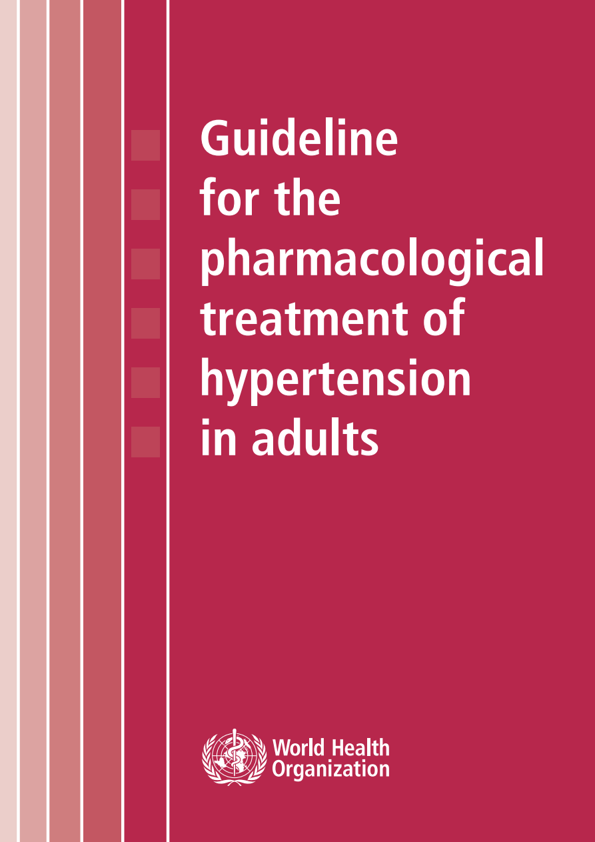 Guideline
for the
pharmacological
treatment of
hypertension
in adults
World Health
Organization